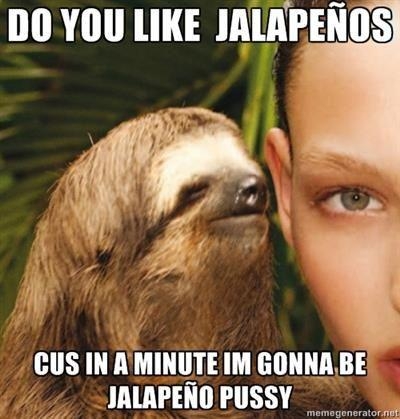 DO YOU LIKE JALAPEÑOS
CUS IN A MINUTE IM GONNA BE
JALAPEÑO PUSSY
memegenerator.net